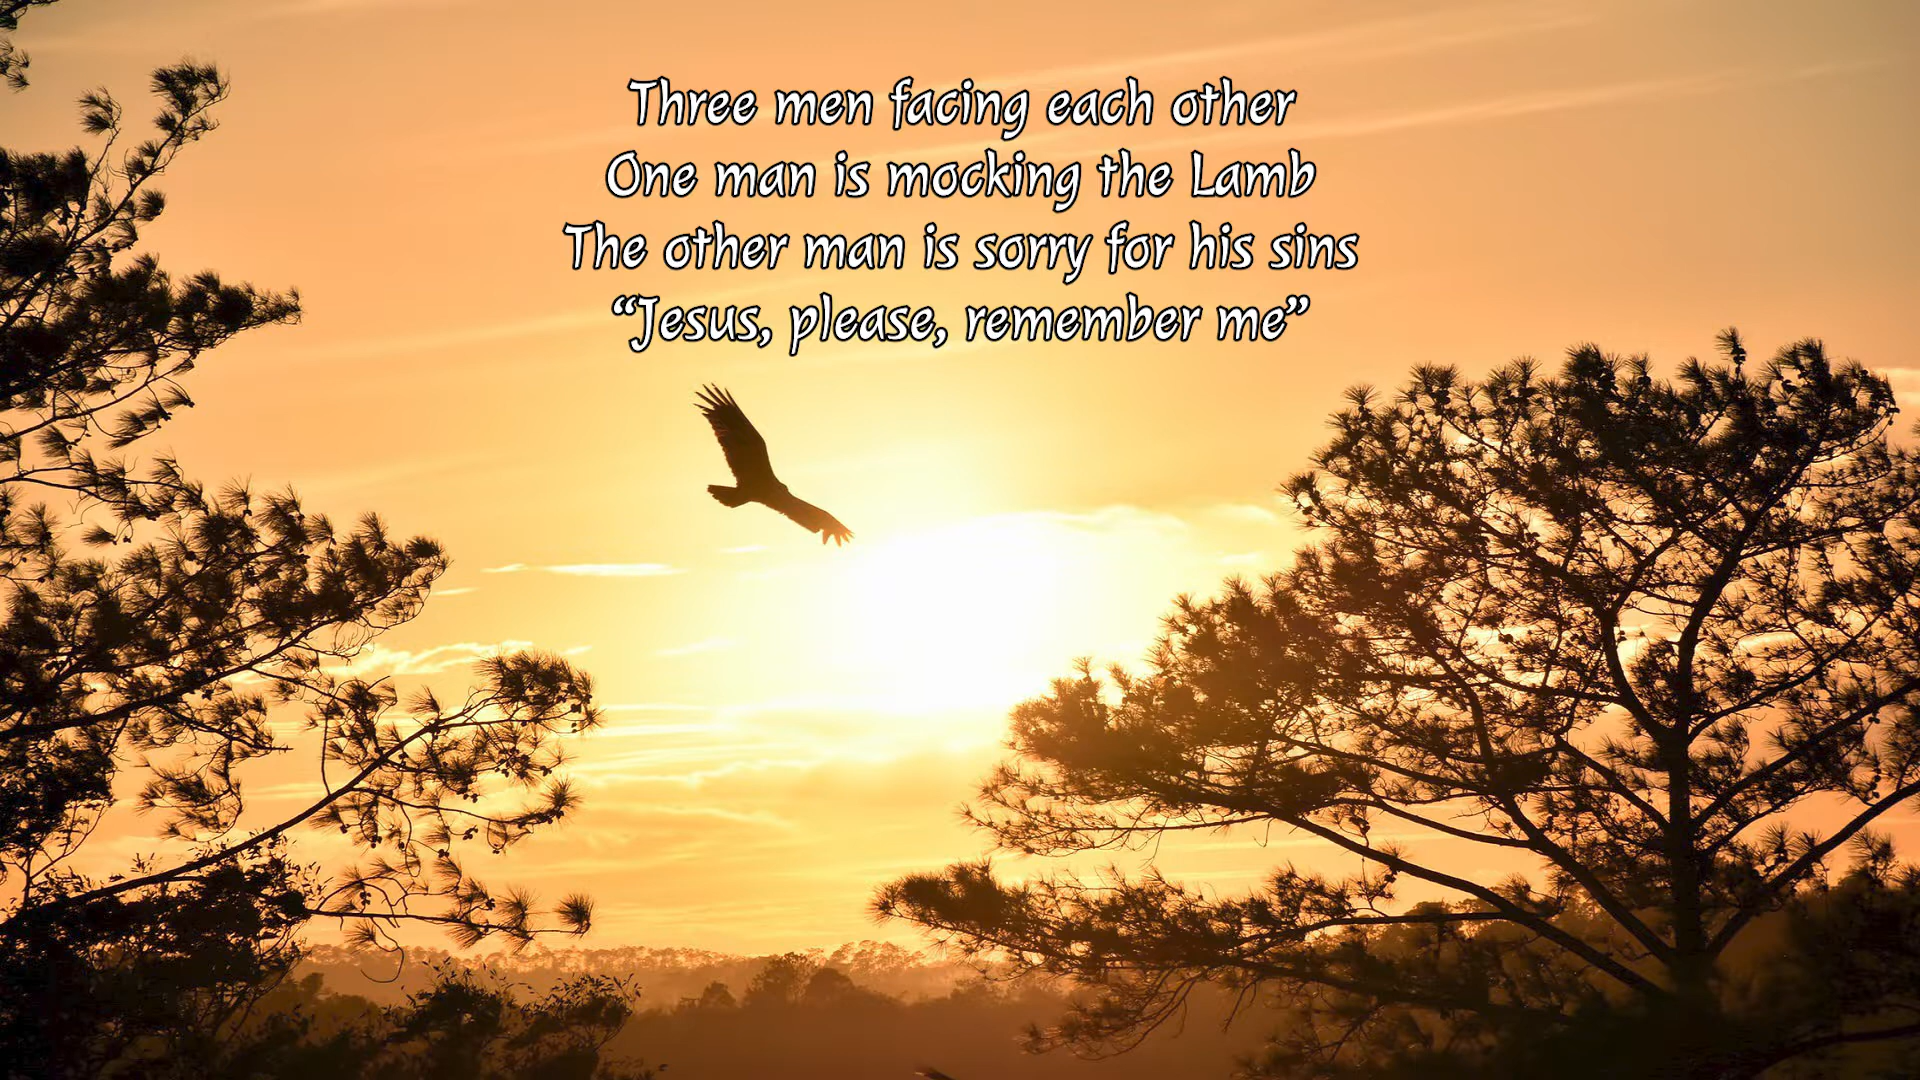 Three men facing each other
One man is mocking the Lamb
The other man is sorry for his sins
“Jesus, please, remember me”